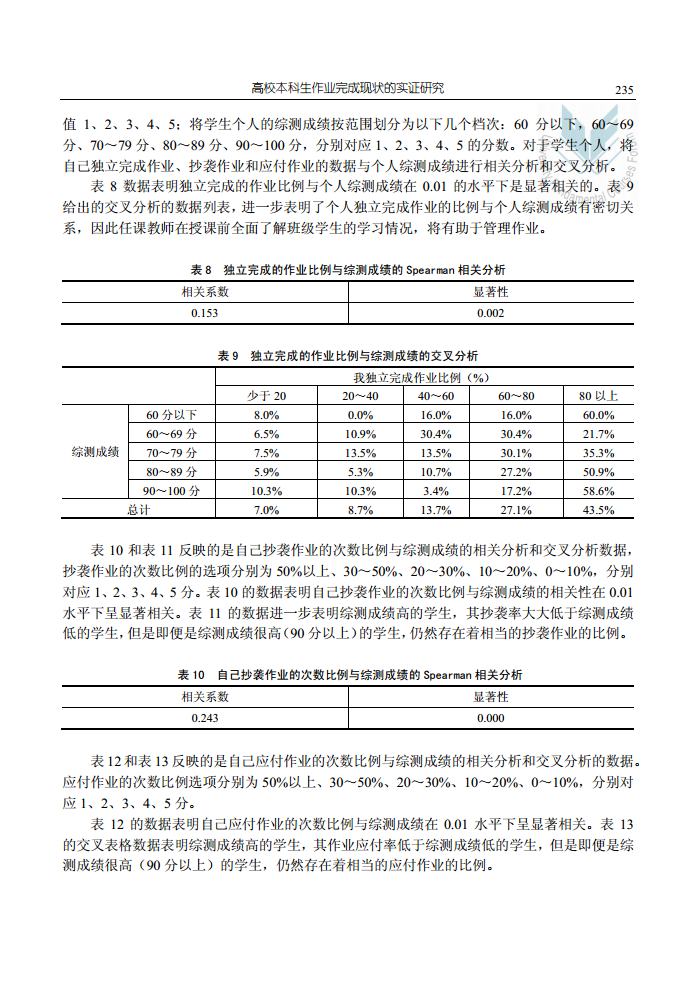 高校本科生作业完成现状的实证研究 235
值 1、2、3、4、5；将学生个人的综测成绩按范围划分为以下几个档次：60 分以下，60～69
分、70～79 分、80～89 分、90～100 分，分别对应 1、2、3、4、5 的分数。对于学生个人，将
自己独立完成作业、抄袭作业和应付作业的数据与个人综测成绩进行相关分析和交叉分析。
表 8 数据表明独立完成的作业比例与个人综测成绩在 0.01 的水平下是显著相关的。表 9
给出的交叉分析的数据列表，进一步表明了个人独立完成作业的比例与个人综测成绩有密切关
系，因此任课教师在授课前全面了解班级学生的学习情况，将有助于管理作业。
表 8 独立完成的作业比例与综测成绩的 Spearman 相关分析
相关系数 显著性
0.153 0.002
表 9 独立完成的作业比例与综测成绩的交叉分析
我独立完成作业比例（%）
少于 20 20～40 40～60 60～80 80 以上
60 分以下 8.0% 0.0% 16.0% 16.0% 60.0%
60～69 分 6.5% 10.9% 30.4% 30.4% 21.7%
综测成绩 70～79 分 7.5% 13.5% 13.5% 30.1% 35.3%
80～89 分 5.9% 5.3% 10.7% 27.2% 50.9%
90～100 分 10.3% 10.3% 3.4% 17.2% 58.6%
总计 7.0% 8.7% 13.7% 27.1% 43.5%
表 10 和表 11 反映的是自己抄袭作业的次数比例与综测成绩的相关分析和交叉分析数据，
抄袭作业的次数比例的选项分别为 50%以上、30～50%、20～30%、10～20%、0～10%，分别
对应 1、2、3、4、5 分。表 10 的数据表明自己抄袭作业的次数比例与综测成绩的相关性在 0.01
水平下呈显著相关。表 11 的数据进一步表明综测成绩高的学生，其抄袭率大大低于综测成绩
低的学生，但是即便是综测成绩很高（90 分以上）的学生，仍然存在着相当的抄袭作业的比例。
表 10 自己抄袭作业的次数比例与综测成绩的 Spearman 相关分析
相关系数 显著性
0.243 0.000
表 12 和表 13 反映的是自己应付作业的次数比例与综测成绩的相关分析和交叉分析的数据。
应付作业的次数比例选项分别为 50%以上、30～50%、20～30%、10～20%、0～10%，分别对
应 1、2、3、4、5 分。
表 12 的数据表明自己应付作业的次数比例与综测成绩在 0.01 水平下呈显著相关。表 13
的交叉表格数据表明综测成绩高的学生，其作业应付率低于综测成绩低的学生，但是即便是综
测成绩很高（90 分以上）的学生，仍然存在着相当的应付作业的比例。